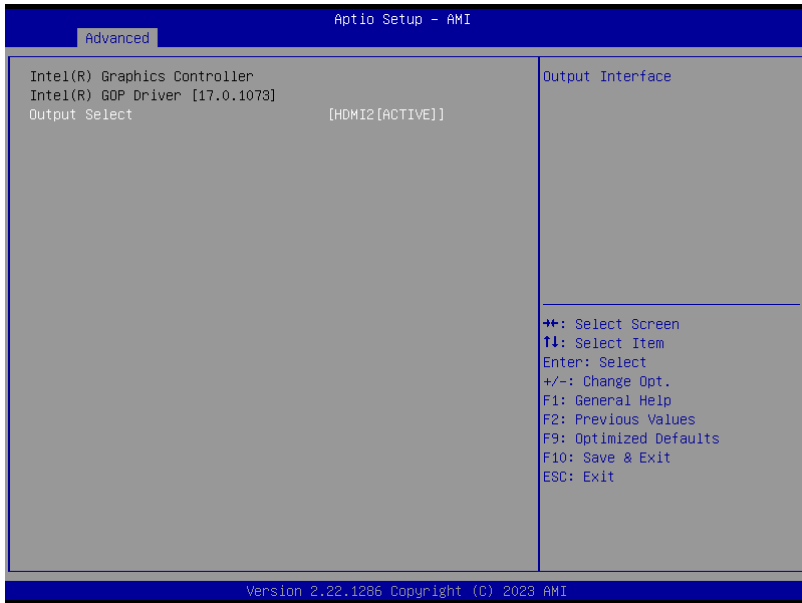 Aptio Setup - AMI
Advanced
Intel(R) Graphics Controller
Intel(R) GOP Driver [17.0.1073]
Output Select [HDMI2[ACTIVE]]
Output Interface
→←: Select Screen
↑↓: Select Item
Enter: Select
+/-: Change Opt.
F1: General Help
F2: Previous Values
F9: Optimized Defaults
F10: Save & Exit
ESC: Exit
Version 2.22.1286 Copyright (C) 2023 AMI